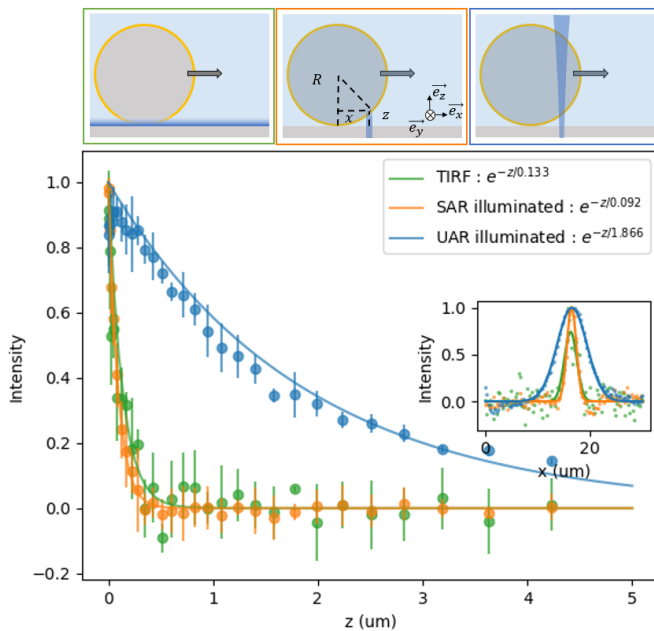 R
x
z
e_z
e_y
e_x
TIRF : e^{-z/0.133}
SAR illuminated : e^{-z/0.092}
UAR illuminated : e^{-z/1.866}
1.0
0.8
0.6
0.4
0.2
0.0
−0.2
Intensity
0
1
2
3
4
5
z (um)
1.0
0.5
0.0
Intensity
0
20
x (um)